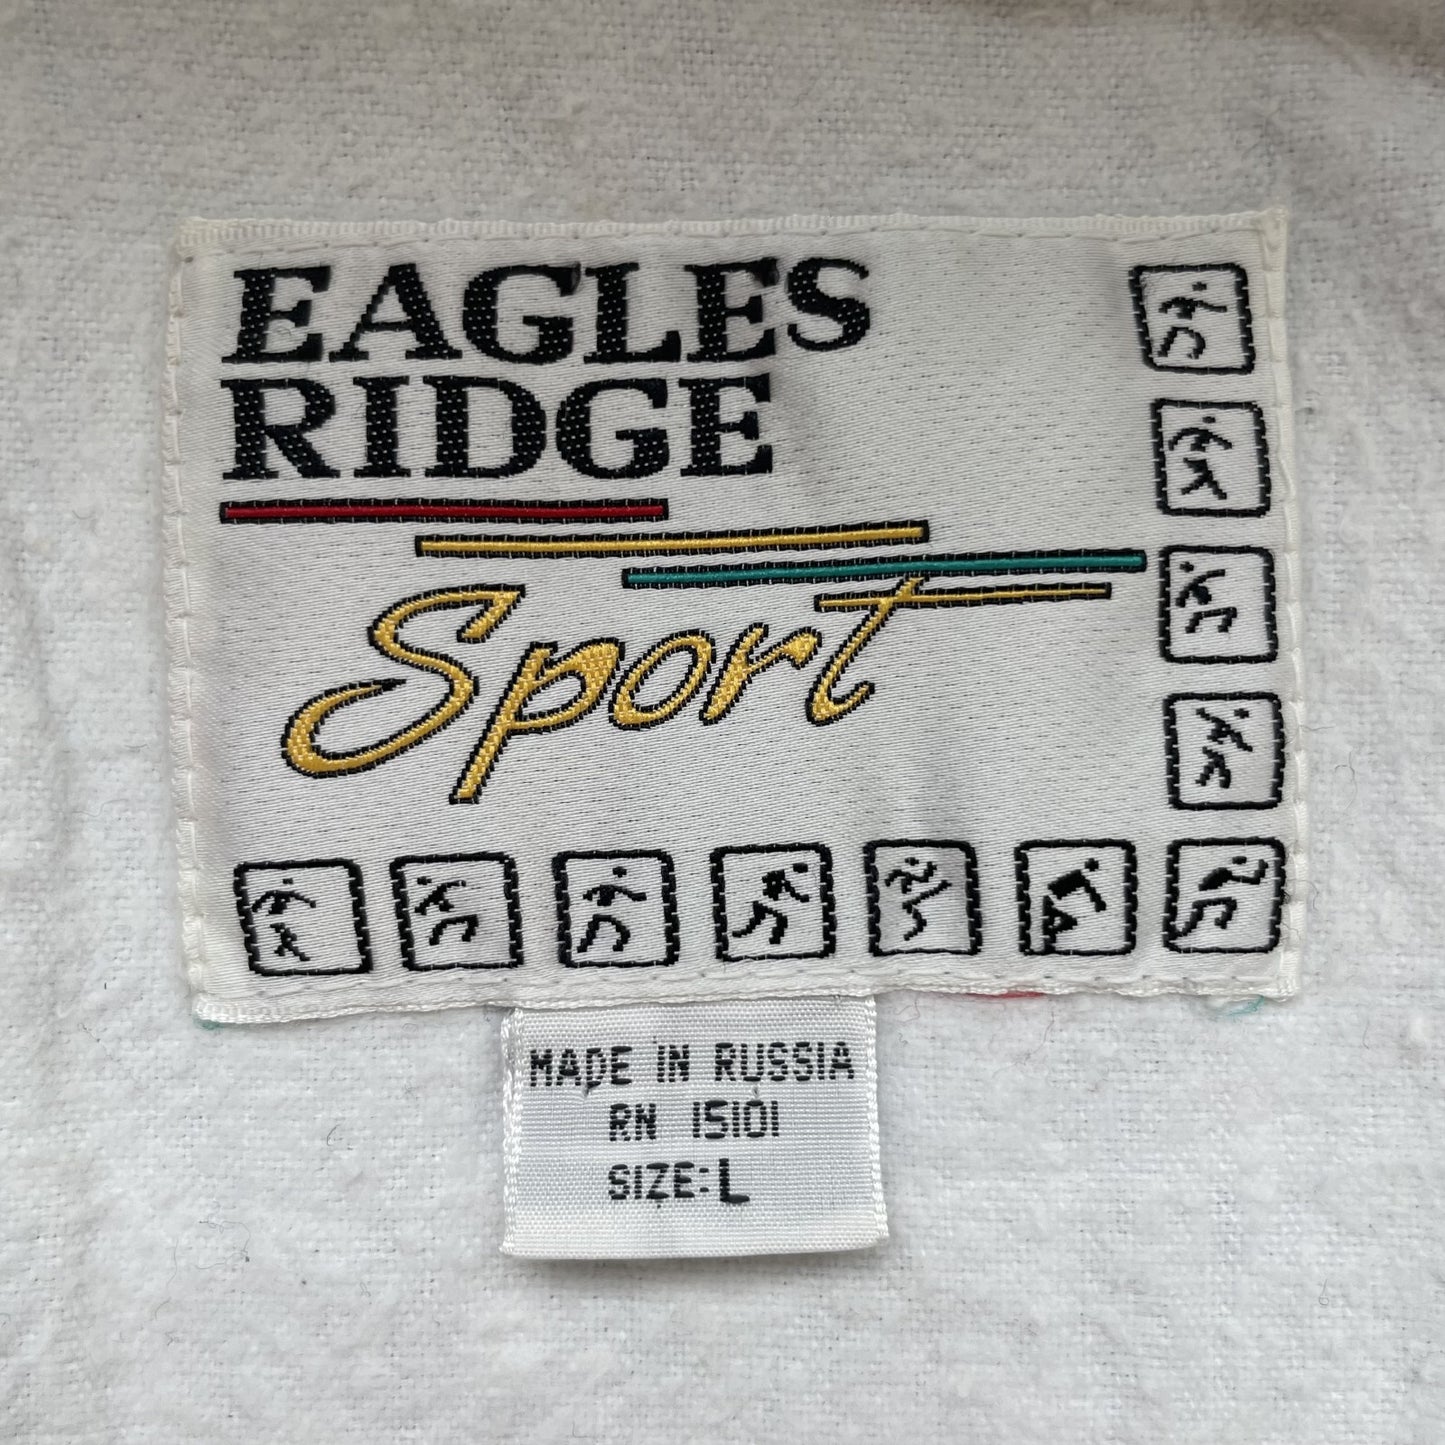 EAGLES
RIDGE
Sport
MADE IN RUSSIA
RN 15101
SIZE: L